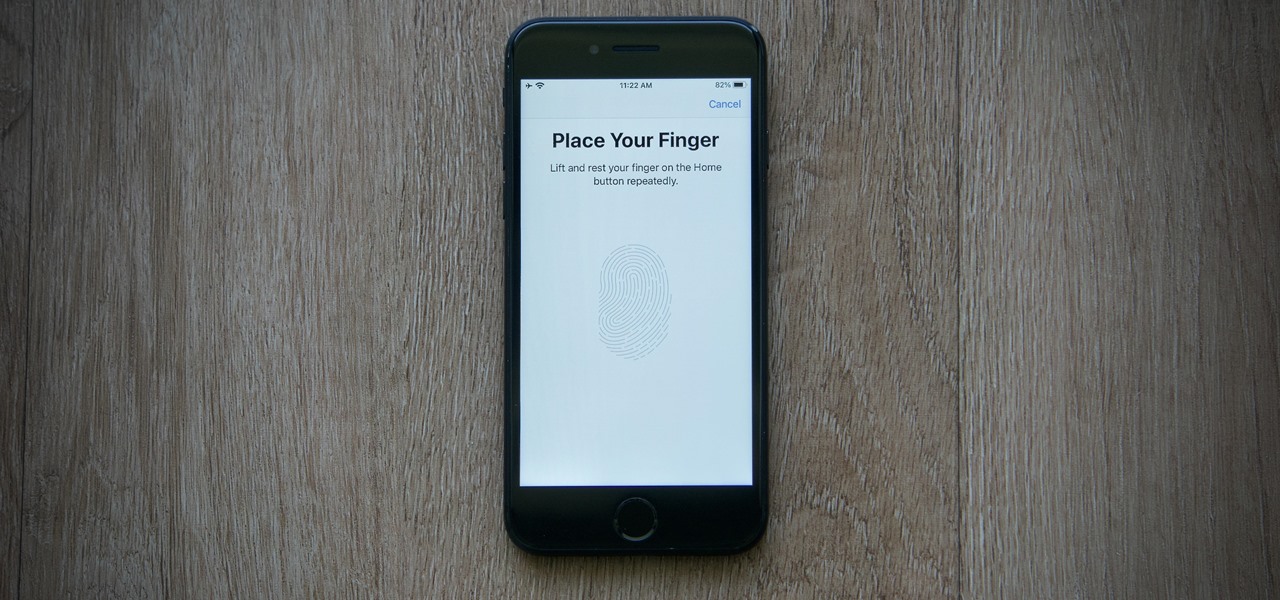 11:22 AM 82%
Cancel
Place Your Finger
Lift and rest your finger on the Home
button repeatedly.